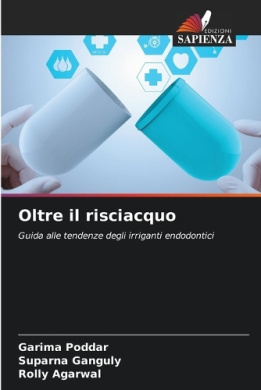 EDIZIONI
SAPIENZA
Oltre il risciacquo
Guida alle tendenze degli irriganti endodontici
Garima Poddar
Suparna Ganguly
Rolly Agarwal